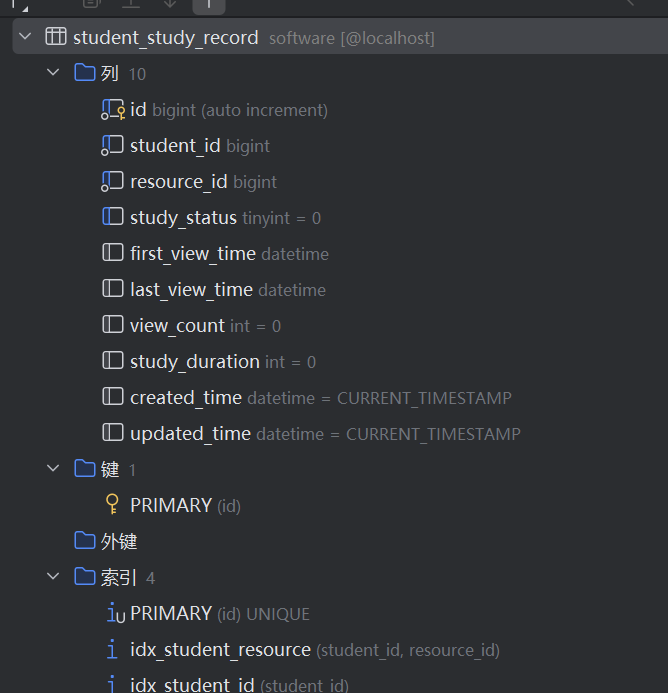 student_study_record software [@localhost]
列 10
id bigint (auto increment)
student_id bigint
resource_id bigint
study_status tinyint = 0
first_view_time datetime
last_view_time datetime
view_count int = 0
study_duration int = 0
created_time datetime = CURRENT_TIMESTAMP
updated_time datetime = CURRENT_TIMESTAMP
键 1
PRIMARY (id)
外键
索引 4
PRIMARY (id) UNIQUE
idx_student_resource (student_id, resource_id)
idx_student_id (student_id)